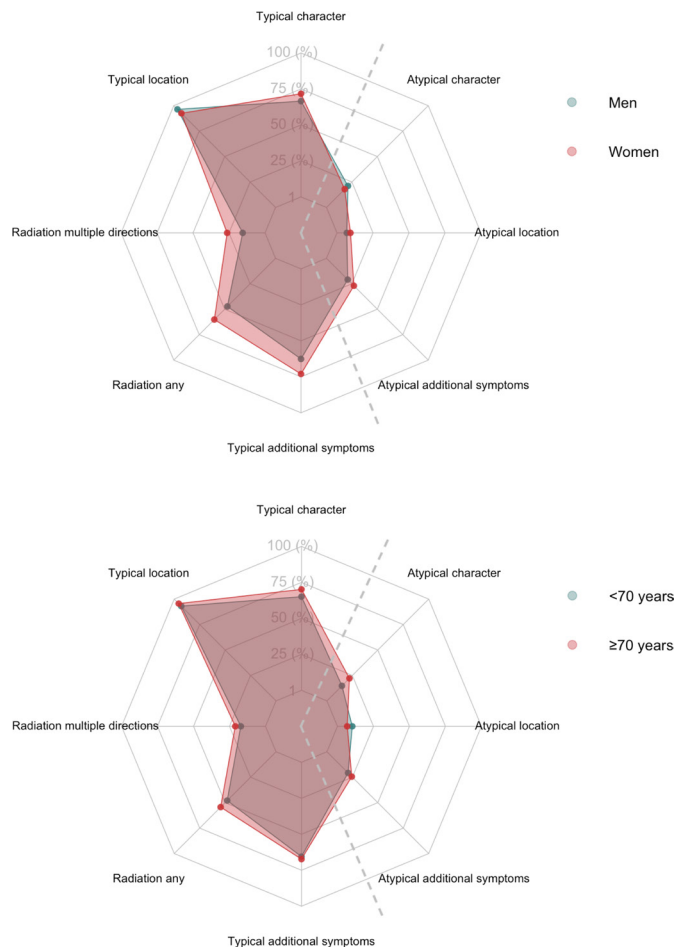 Typical character
100 (%)
Typical location
Atypical character
75 (%)
Men
50 (%)
Women
25 (%)
1
Radiation multiple directions
Atypical location
Radiation any
Atypical additional symptoms
Typical additional symptoms
Typical character
100 (%)
Typical location
Atypical character
75 (%)
<70 years
50 (%)
≥70 years
25 (%)
1
Radiation multiple directions
Atypical location
Radiation any
Atypical additional symptoms
Typical additional symptoms